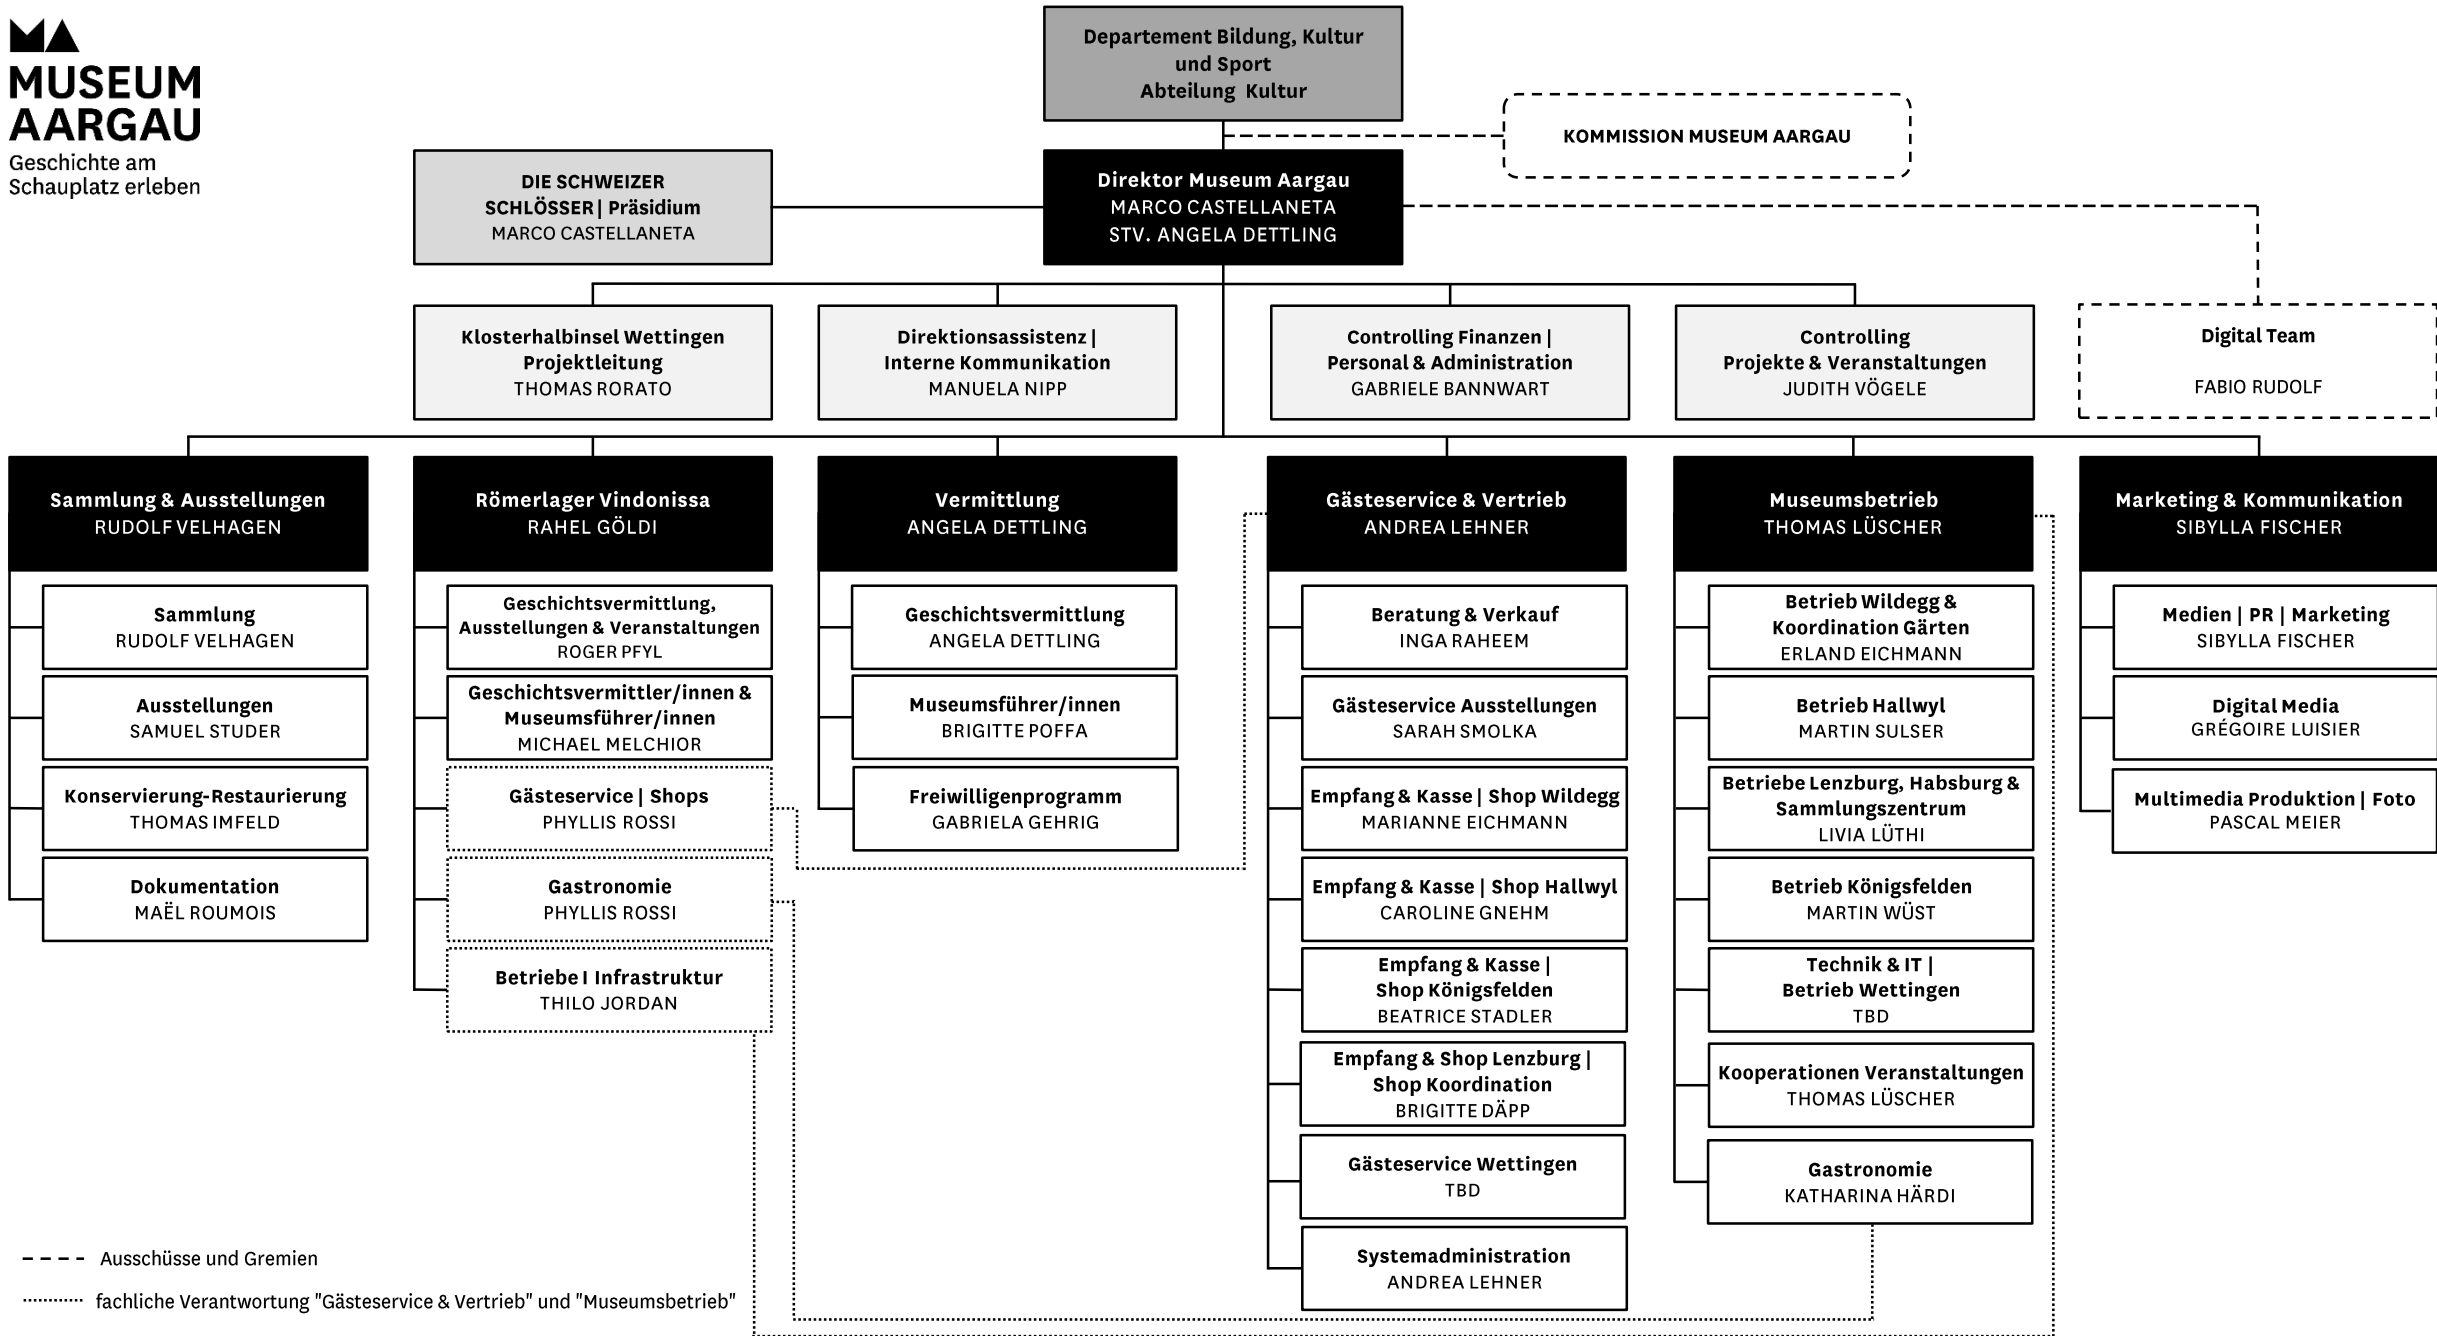 MUSEUM
AARGAU
Geschichte am
Schauplatz erleben
Departement Bildung, Kultur
und Sport
Abteilung Kultur
KOMMISSION MUSEUM AARGAU
DIE SCHWEIZER
SCHLÖSSER | Präsidium
MARCO CASTELLANETA
Direktor Museum Aargau
MARCO CASTELLANETA
STV. ANGELA DETTLING
Klosterhalbinsel Wettingen
Projektleitung
THOMAS RORATO
Direktionsassistenz |
Interne Kommunikation
MANUELA NIPP
Controlling Finanzen |
Personal & Administration
GABRIELE BANNWART
Controlling
Projekte & Veranstaltungen
JUDITH VÖGELE
Digital Team
FABIO RUDOLF
Sammlung & Ausstellungen
RUDOLF VELHAGEN
Sammlung
RUDOLF VELHAGEN
Ausstellungen
SAMUEL STUDER
Konservierung-Restaurierung
THOMAS IMFELD
Dokumentation
MAËL ROUMOIS
Römerlager Vindonissa
RAHEL GÖLDI
Geschichtsvermittlung,
Ausstellungen & Veranstaltungen
ROGER PFYL
Geschichtsvermittler/innen &
Museumsführer/innen
MICHAEL MELCHIOR
Gästeservice | Shops
PHYLLIS ROSSI
Gastronomie
PHYLLIS ROSSI
Betriebe I Infrastruktur
THILO JORDAN
Vermittlung
ANGELA DETTLING
Geschichtsvermittlung
ANGELA DETTLING
Museumsführer/innen
BRIGITTE POFFA
Freiwilligenprogramm
GABRIELA GEHRIG
Gästeservice & Vertrieb
ANDREA LEHNER
Beratung & Verkauf
INGA RAHEEM
Gästeservice Ausstellungen
SARAH SMOLKA
Empfang & Kasse | Shop Wildegg
MARIANNE EICHMANN
Empfang & Kasse | Shop Hallwyl
CAROLINE GNEHM
Empfang & Kasse |
Shop Königsfelden
BEATRICE STADLER
Empfang & Shop Lenzburg |
Shop Koordination
BRIGITTE DÄPP
Gästeservice Wettingen
TBD
Systemadministration
ANDREA LEHNER
Museumsbetrieb
THOMAS LÜSCHER
Betrieb Wildegg &
Koordination Gärten
ERLAND EICHMANN
Betrieb Hallwyl
MARTIN SULSER
Betriebe Lenzburg, Habsburg &
Sammlungszentrum
LIVIA LÜTHI
Betrieb Königsfelden
MARTIN WÜST
Technik & IT |
Betrieb Wettingen
TBD
Kooperationen Veranstaltungen
THOMAS LÜSCHER
Gastronomie
KATHARINA HÄRDI
Marketing & Kommunikation
SIBYLLA FISCHER
Medien | PR | Marketing
SIBYLLA FISCHER
Digital Media
GRÉGOIRE LUISIER
Multimedia Produktion | Foto
PASCAL MEIER
Ausschüsse und Gremien
fachliche Verantwortung "Gästeservice & Vertrieb" und "Museumsbetrieb"